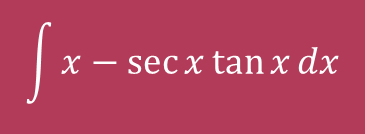 ∫ x − sec x tan x dx